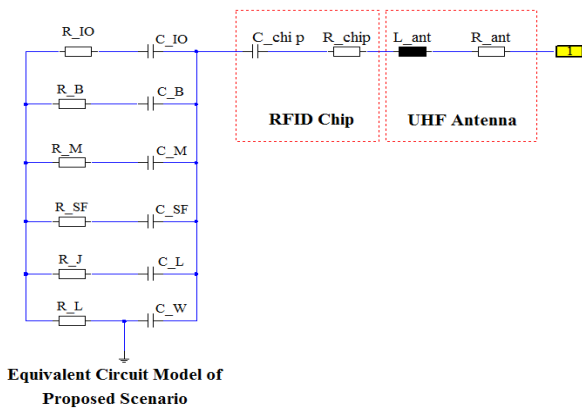 R_IO
C_IO
C_chi p
R_chip
L_ant
R_ant
1
R_B
C_B
RFID Chip
UHF Antenna
R_M
C_M
R_SF
C_SF
R_J
C_L
R_L
C_W
Equivalent Circuit Model of
Proposed Scenario